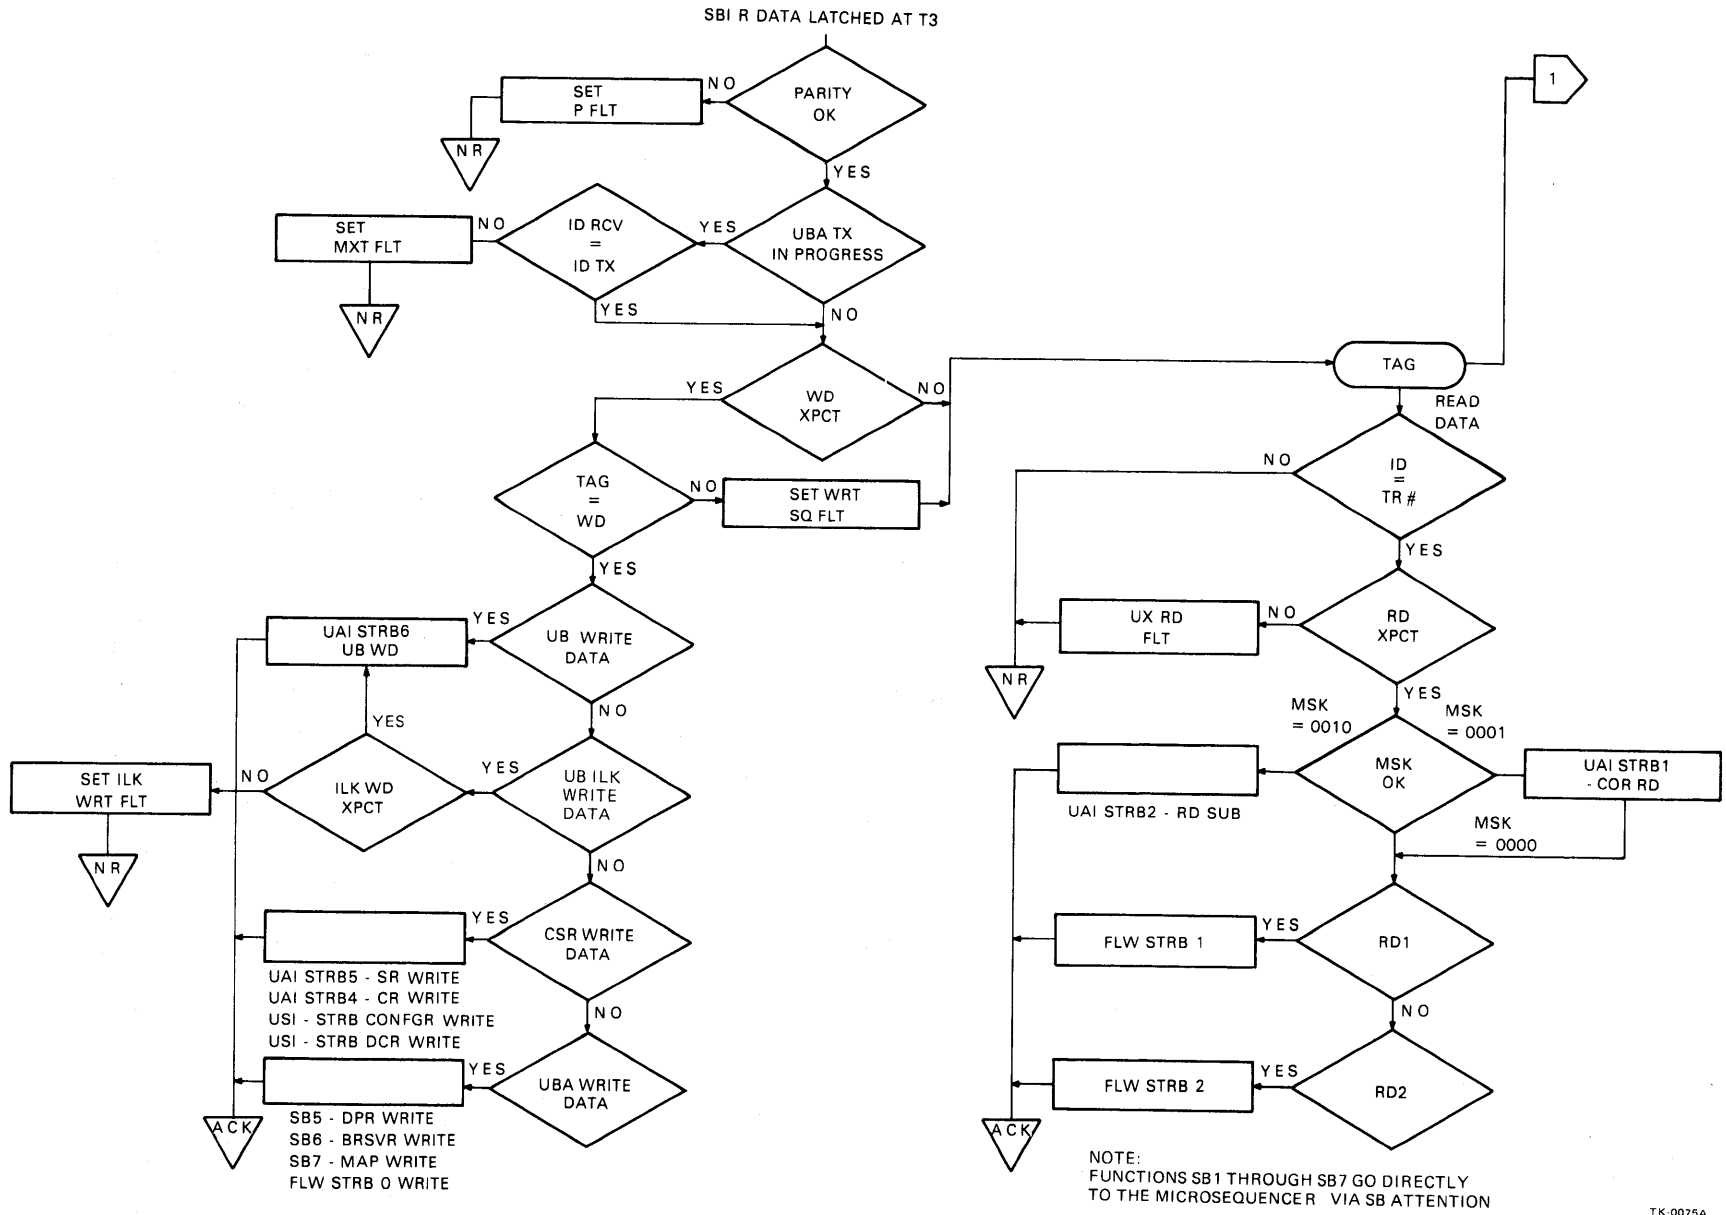 SBI R DATA LATCHED AT T3
PARITY
OK
NO
SET
P FLT
NR
YES
1
UBA TX
IN PROGRESS
YES
ID RCV
=
ID TX
NO
SET
MXT FLT
NR
YES
NO
WD
XPCT
YES
NO
TAG
READ
DATA
TAG
=
WD
NO
SET WRT
SQ FLT
YES
ID
=
TR #
NO
YES
UB WRITE
DATA
YES
UAI STRB6
UB WD
NO
RD
XPCT
NO
UX RD
FLT
NR
YES
UB ILK
WRITE
DATA
YES
ILK WD
XPCT
YES
NO
SET ILK
WRT FLT
NR
NO
MSK
= 0010
MSK
= 0001
MSK
OK
UAI STRB1
- COR RD
UAI STRB2 - RD SUB
MSK
= 0000
CSR WRITE
DATA
YES
UAI STRB5 - SR WRITE
UAI STRB4 - CR WRITE
USI - STRB CONFGR WRITE
USI - STRB DCR WRITE
NO
RD1
YES
FLW STRB 1
NO
UBA WRITE
DATA
YES
SB5 - DPR WRITE
SB6 - BRSVR WRITE
SB7 - MAP WRITE
FLW STRB 0 WRITE
ACK
RD2
YES
FLW STRB 2
ACK
NOTE:
FUNCTIONS SB1 THROUGH SB7 GO DIRECTLY
TO THE MICROSEQUENCER VIA SB ATTENTION
TK-0075A